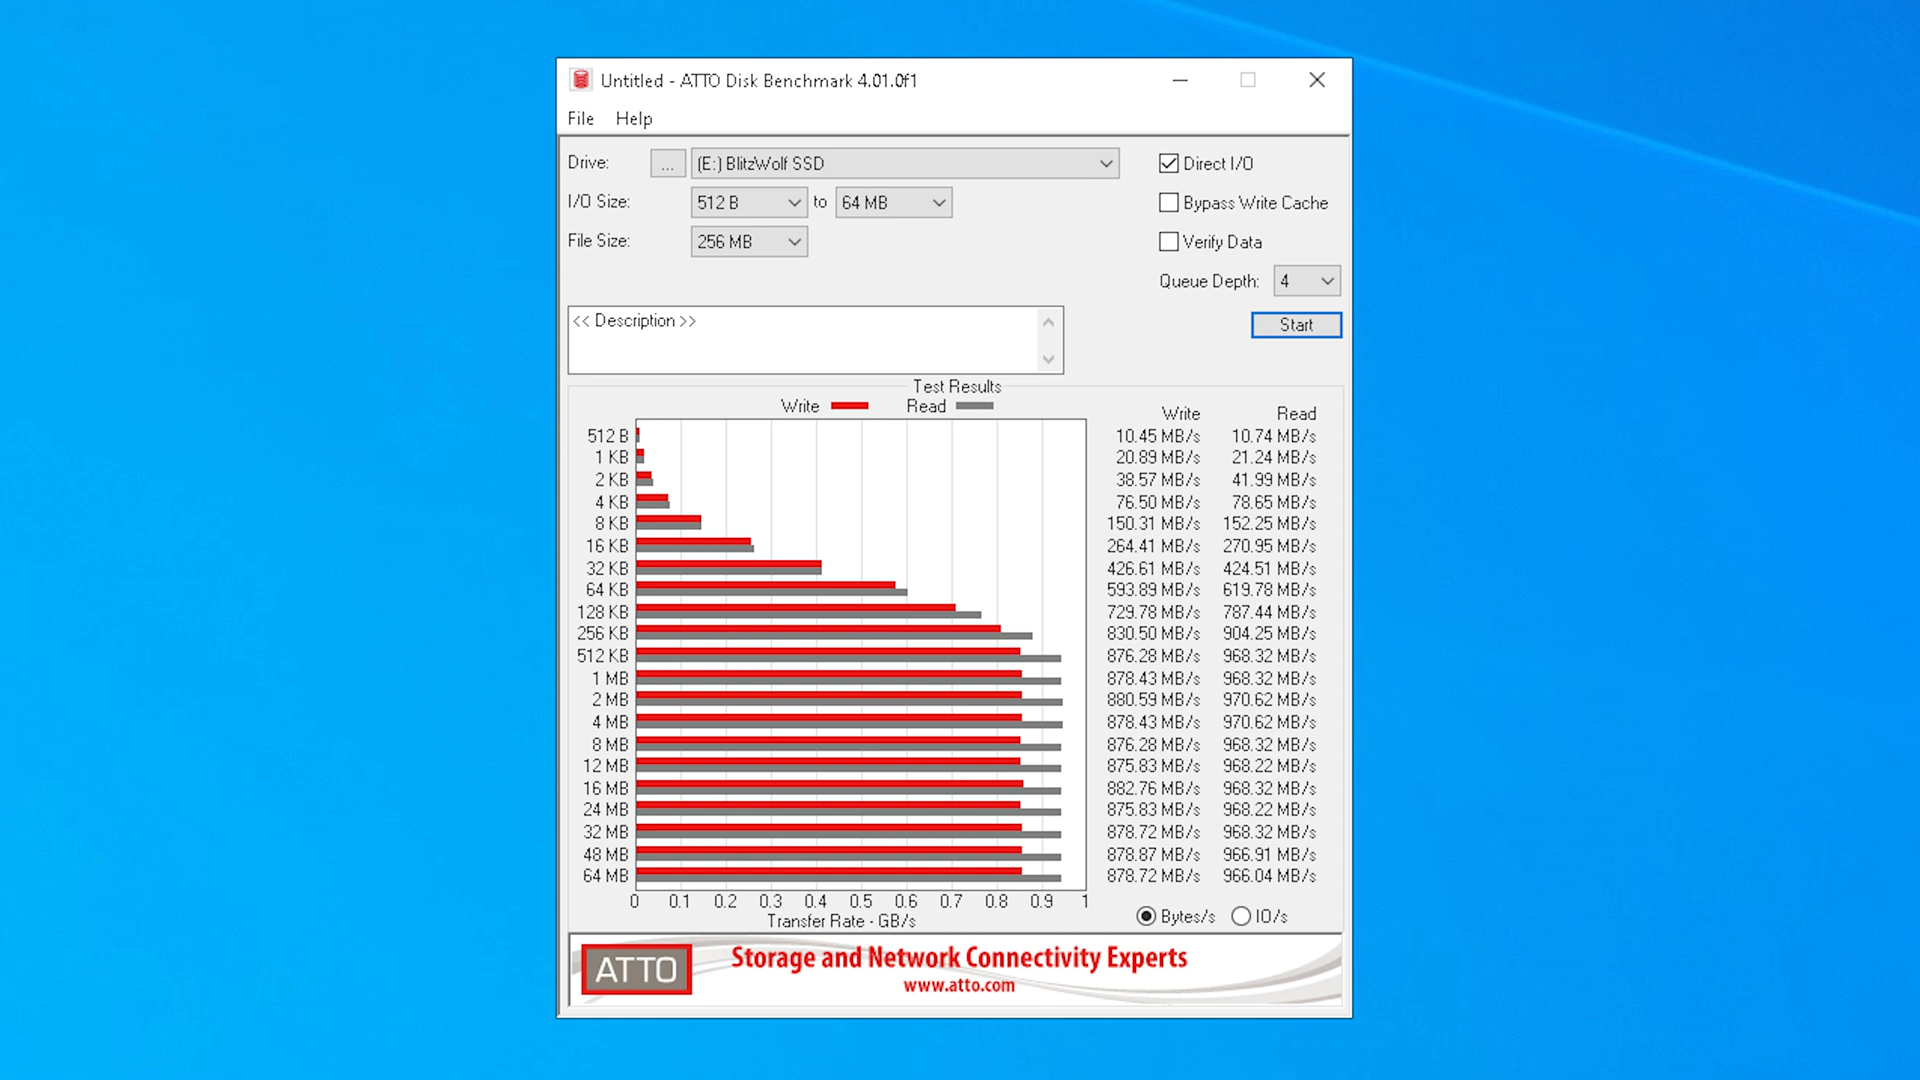 Untitled - ATTO Disk Benchmark 4.01.0f1
File Help
Drive: ... (E:) BlitzWolf SSD Direct I/O
I/O Size: 512 B to 64 MB Bypass Write Cache
File Size: 256 MB Verify Data
Queue Depth: 4
<< Description >> Start
Test Results
Write Read
Write Read
512 B 10.45 MB/s 10.74 MB/s
1 KB 20.89 MB/s 21.24 MB/s
2 KB 38.57 MB/s 41.99 MB/s
4 KB 76.50 MB/s 78.65 MB/s
8 KB 150.31 MB/s 152.25 MB/s
16 KB 264.41 MB/s 270.95 MB/s
32 KB 426.61 MB/s 424.51 MB/s
64 KB 593.89 MB/s 619.78 MB/s
128 KB 729.78 MB/s 787.44 MB/s
256 KB 830.50 MB/s 904.25 MB/s
512 KB 876.28 MB/s 968.32 MB/s
1 MB 878.43 MB/s 968.32 MB/s
2 MB 880.59 MB/s 970.62 MB/s
4 MB 878.43 MB/s 970.62 MB/s
8 MB 876.28 MB/s 968.32 MB/s
12 MB 875.83 MB/s 968.22 MB/s
16 MB 882.76 MB/s 968.32 MB/s
24 MB 875.83 MB/s 968.22 MB/s
32 MB 878.72 MB/s 968.32 MB/s
48 MB 878.87 MB/s 966.91 MB/s
64 MB 878.72 MB/s 966.04 MB/s
0 0.1 0.2 0.3 0.4 0.5 0.6 0.7 0.8 0.9 1
Transfer Rate - GB/s Bytes/s IO/s
ATTO Storage and Network Connectivity Experts
www.atto.com